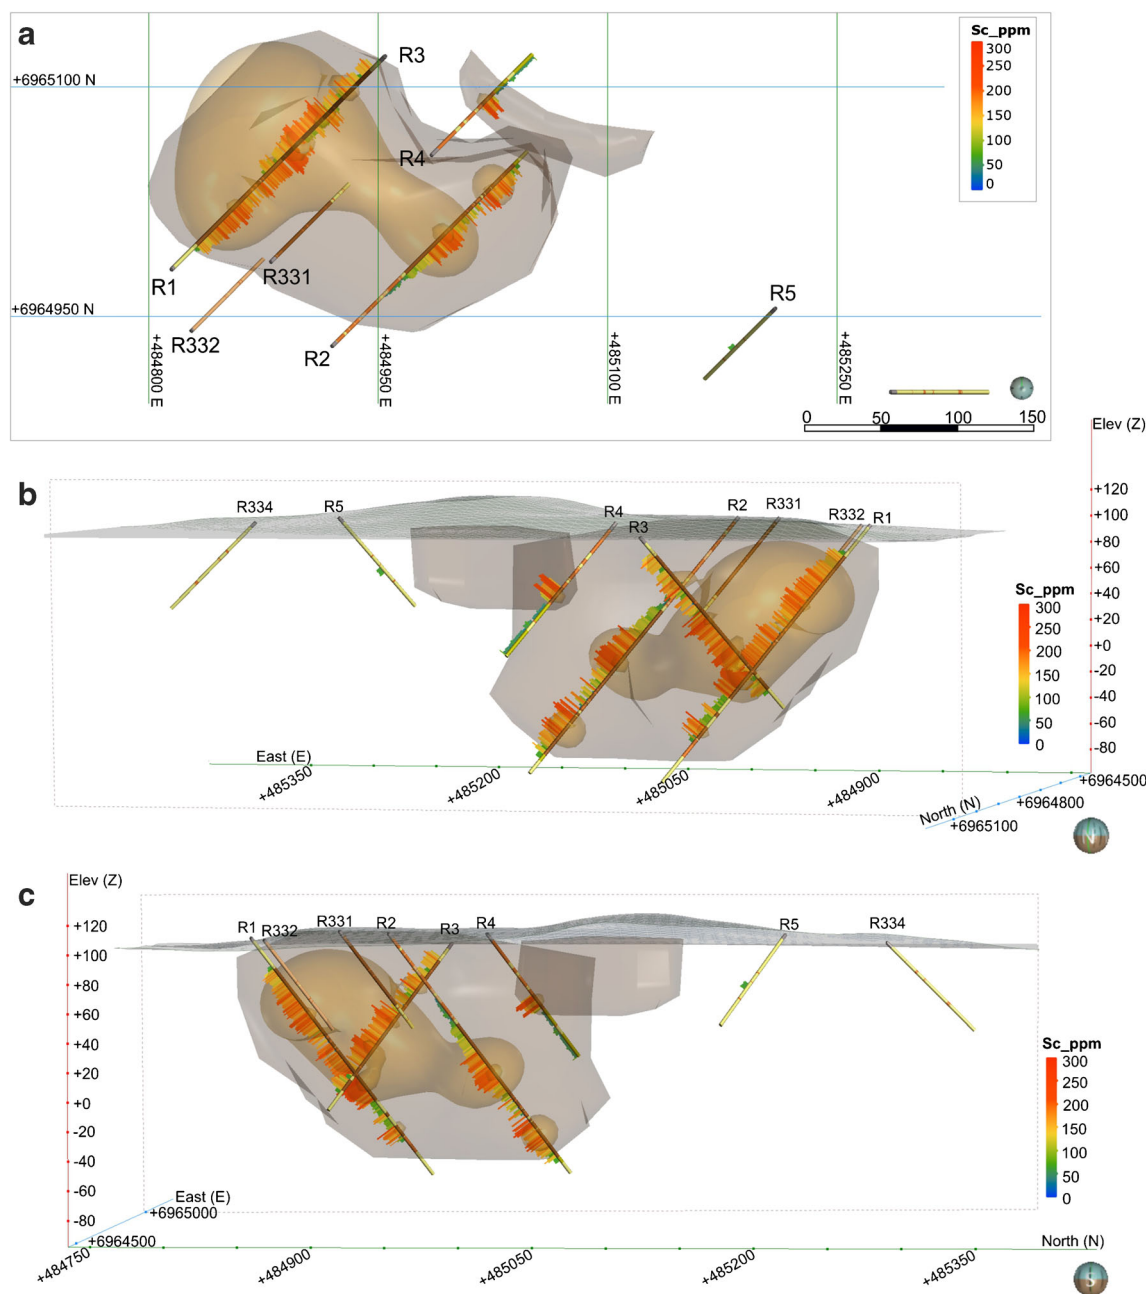 a
Sc_ppm
300
250
200
150
100
50
0
R3
+6965100 N
R4
R1
R331
R5
+6964950 N
R332
R2
+484800 E
+484950 E
+485100 E
+485250 E
0 50 100 150
Elev (Z)
b
R334
R5
R4
R3
R2
R331
R332
R1
+120
+100
+80
+60
+40
+20
+0
-20
-40
-60
-80
Sc_ppm
300
250
200
150
100
50
0
East (E)
+485350
+485200
+485050
+484900
North (N)
+6965100
+6964800
+6964500
N
c
Elev (Z)
+120
+100
+80
+60
+40
+20
+0
-20
-40
-60
-80
R1
R332
R331
R2
R3
R4
R5
R334
Sc_ppm
300
250
200
150
100
50
0
East (E)
+6965000
+6964500
North (N)
+484750
+484900
+485050
+485200
+485350
S